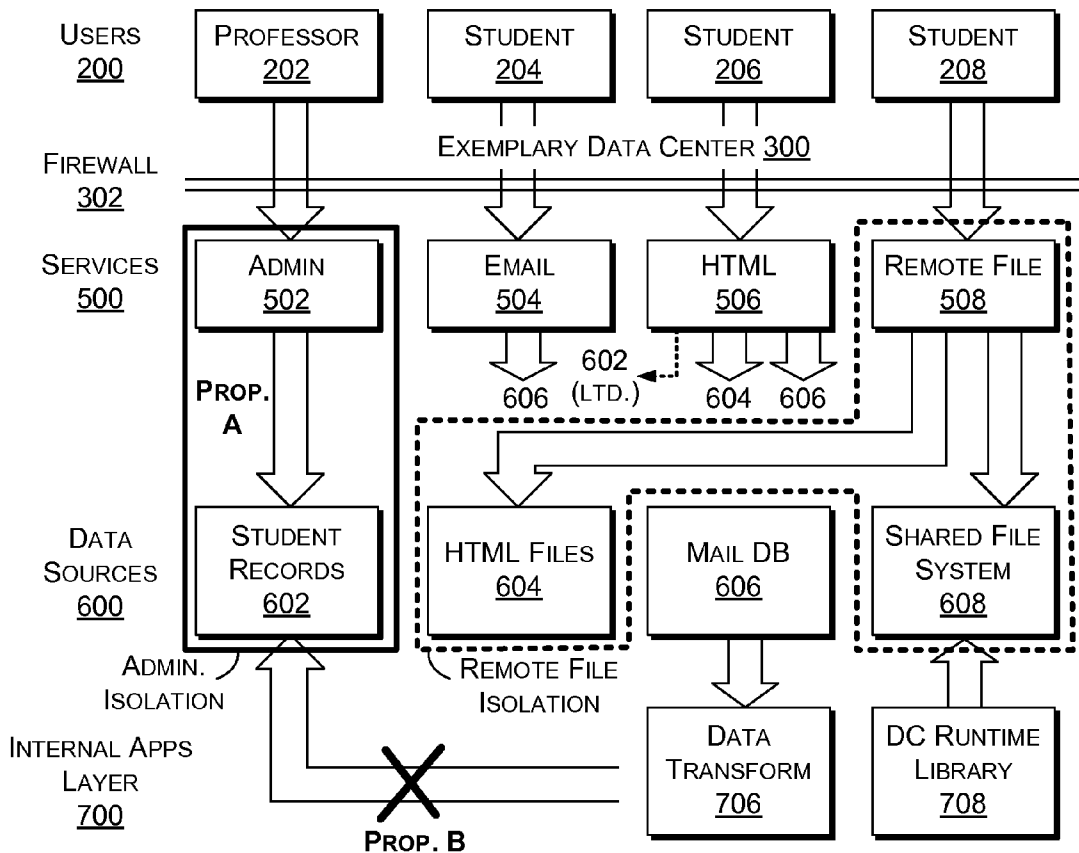 USERS
200
PROFESSOR
202
STUDENT
204
STUDENT
206
STUDENT
208
EXEMPLARY DATA CENTER 300
FIREWALL
302
SERVICES
500
ADMIN
502
EMAIL
504
HTML
506
REMOTE FILE
508
PROP.
A
606
602
(LTD.)
604
606
DATA
SOURCES
600
STUDENT
RECORDS
602
HTML FILES
604
MAIL DB
606
SHARED FILE
SYSTEM
608
ADMIN.
ISOLATION
REMOTE FILE
ISOLATION
INTERNAL APPS
LAYER
700
PROP. B
DATA
TRANSFORM
706
DC RUNTIME
LIBRARY
708